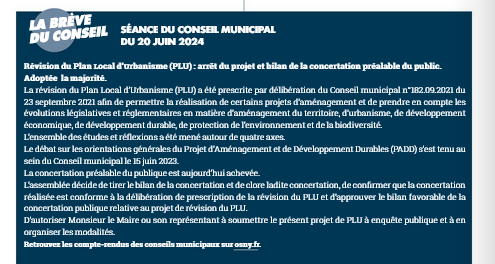 LA BRÈVE
DU CONSEIL
SÉANCE DU CONSEIL MUNICIPAL
DU 20 JUIN 2024
Révision du Plan Local d'Urbanisme (PLU) : arrêt du projet et bilan de la concertation préalable du public.
Adoptée la majorité.
La révision du Plan Local d'Urbanisme (PLU) a été prescrite par délibération du Conseil municipal n°182.09.2021 du
23 septembre 2021 afin de permettre la réalisation de certains projets d'aménagement et de prendre en compte les
évolutions législatives et réglementaires en matière d'aménagement du territoire, d'urbanisme, de développement
économique, de développement durable, de protection de l'environnement et de la biodiversité.
L'ensemble des études et réflexions a été mené autour de quatre axes.
Le débat sur les orientations générales du Projet d'Aménagement et de Développement Durables (PADD) s'est tenu au
sein du Conseil municipal le 15 juin 2023.
La concertation préalable du publique est aujourd'hui achevée.
L'assemblée décide de tirer le bilan de la concertation et de clore ladite concertation, de confirmer que la concertation
réalisée est conforme à la délibération de prescription de la révision du PLU et d'approuver le bilan favorable de la
concertation publique relative au projet de révision du PLU.
D'autoriser Monsieur le Maire ou son représentant à soumettre le présent projet de PLU à enquête publique et à en
organiser les modalités.
Retrouvez les compte-rendus des conseils municipaux sur osny.fr.